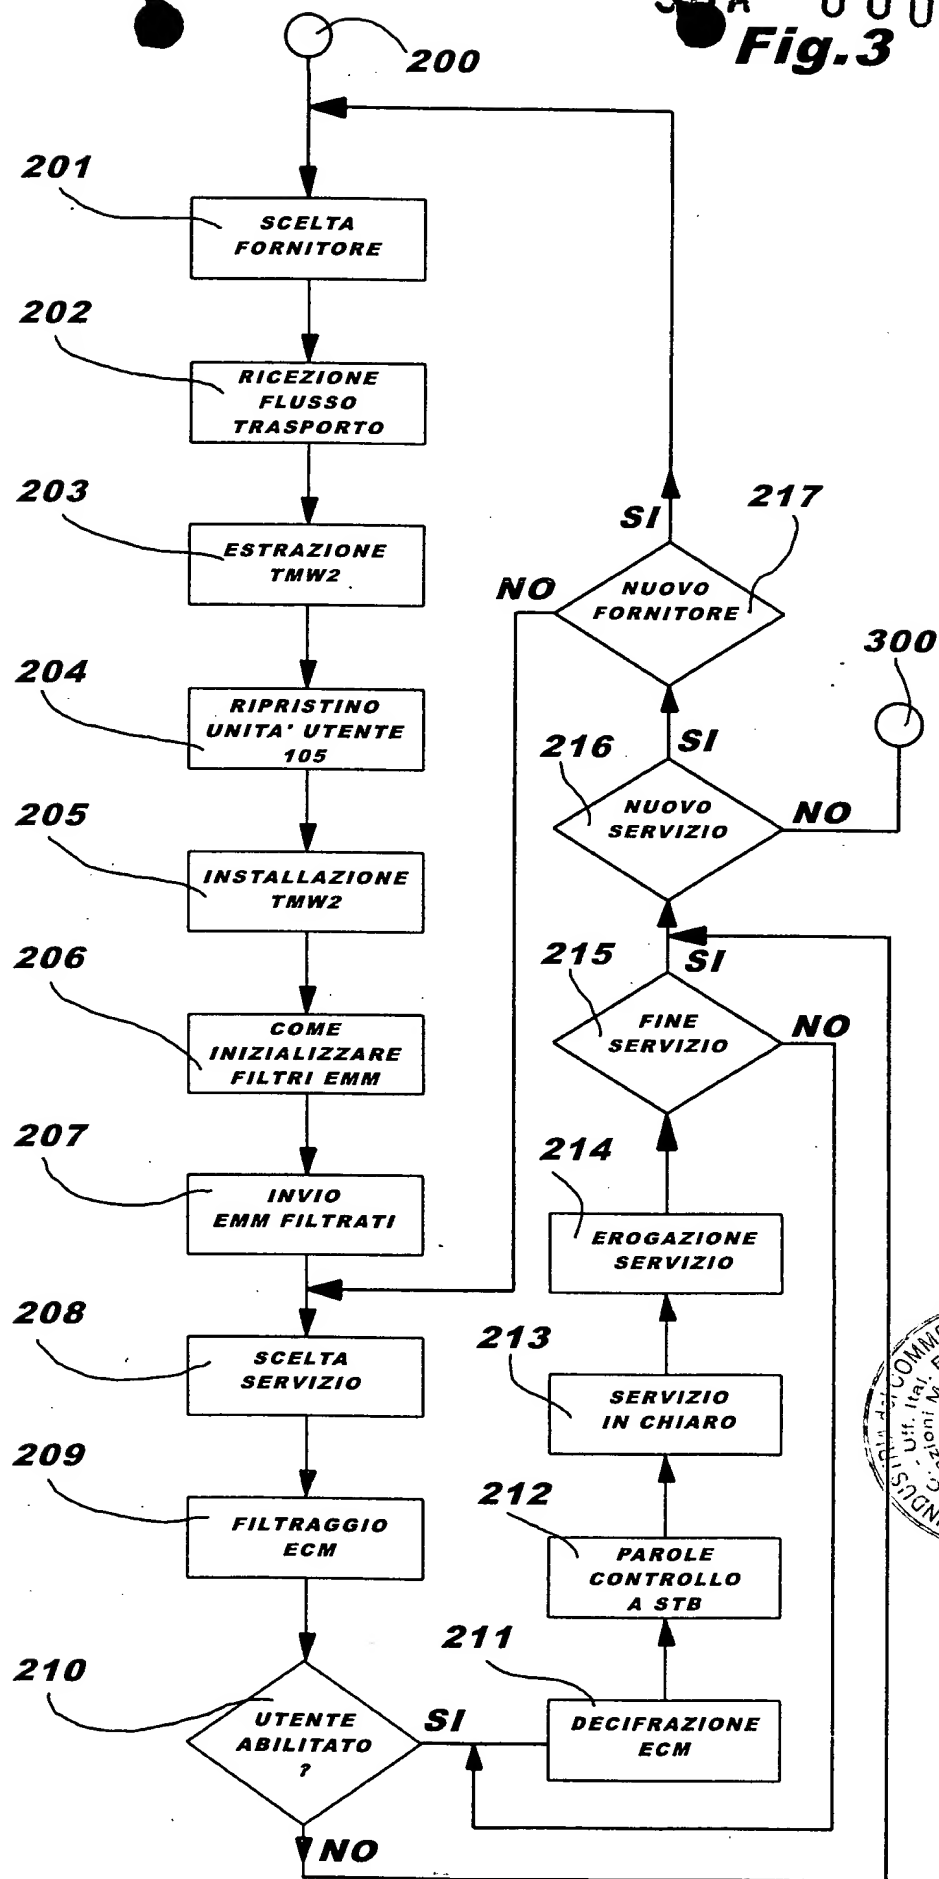 Fig.3
200
201
SCELTA
FORNITORE
202
RICEZIONE
FLUSSO
TRASPORTO
203
ESTRAZIONE
TMW2
204
RIPRISTINO
UNITA' UTENTE
105
205
INSTALLAZIONE
TMW2
206
COME
INIZIALIZZARE
FILTRI EMM
207
INVIO
EMM FILTRATI
208
SCELTA
SERVIZIO
209
FILTRAGGIO
ECM
210
UTENTE
ABILITATO
?
SI
NO
211
DECIFRAZIONE
ECM
212
PAROLE
CONTROLLO
A STB
213
SERVIZIO
IN CHIARO
214
EROGAZIONE
SERVIZIO
215
FINE
SERVIZIO
SI
NO
216
NUOVO
SERVIZIO
SI
NO
300
217
NUOVO
FORNITORE
SI
NO